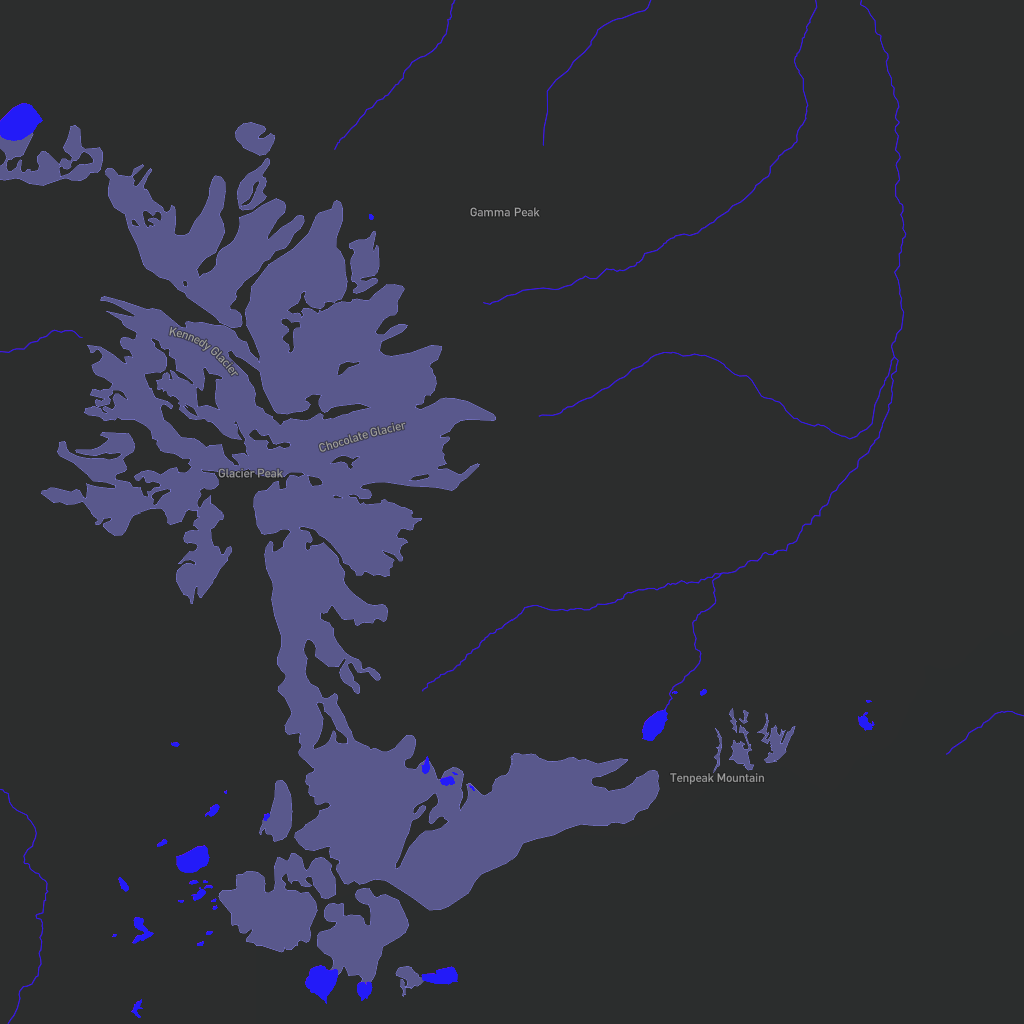 Gamma Peak
Kennedy Glacier
Chocolate Glacier
Glacier Peak
Tenpeak Mountain